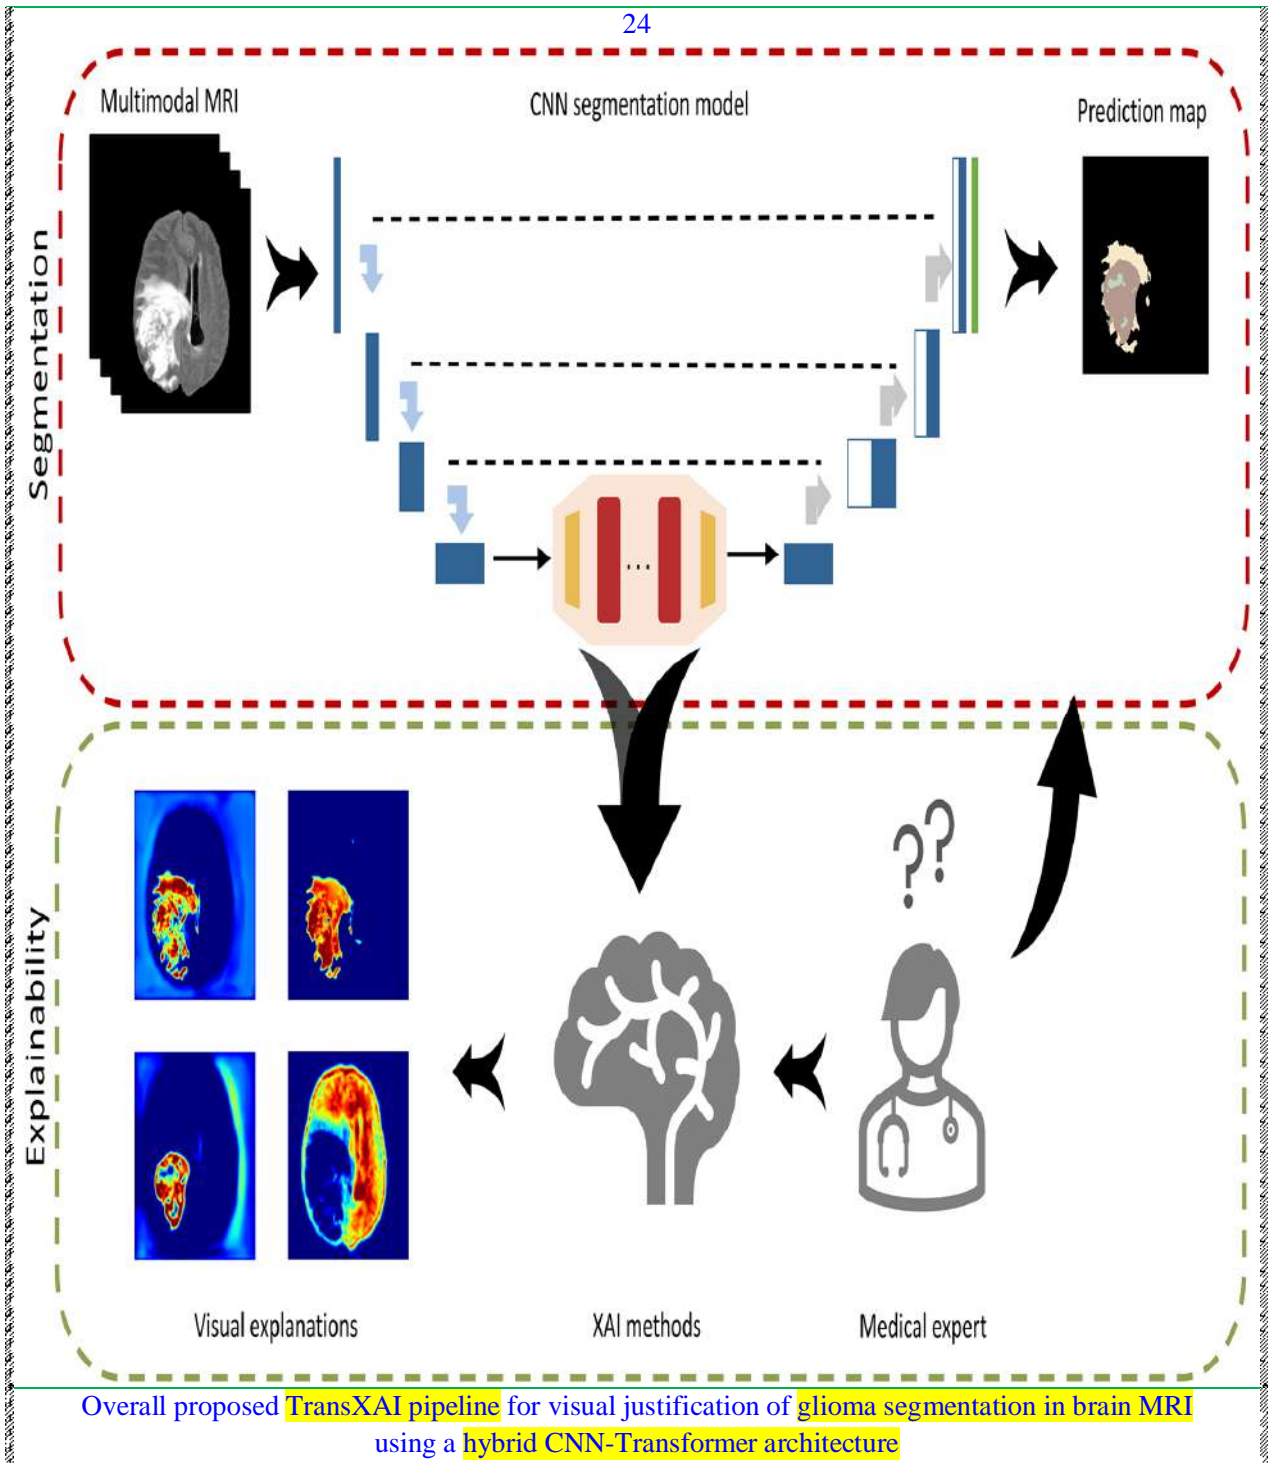 24
Multimodal MRI
CNN segmentation model
Prediction map
Segmentation
...
??
Explainability
Visual explanations
XAI methods
Medical expert
Overall proposed TransXAI pipeline for visual justification of glioma segmentation in brain MRI
using a hybrid CNN-Transformer architecture